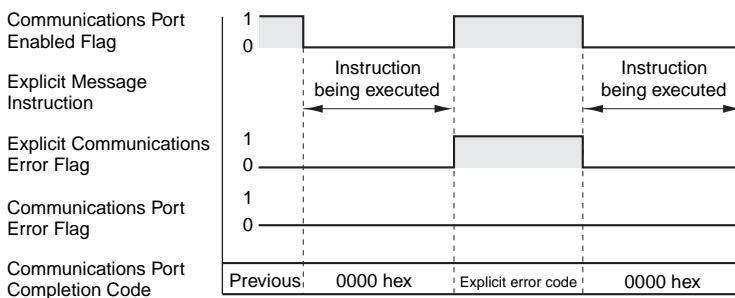 Communications Port
Enabled Flag
1
0
Explicit Message
Instruction
Instruction
being executed
Instruction
being executed
Explicit Communications
Error Flag
1
0
Communications Port
Error Flag
1
0
Communications Port
Completion Code
Previous
0000 hex
Explicit error code
0000 hex